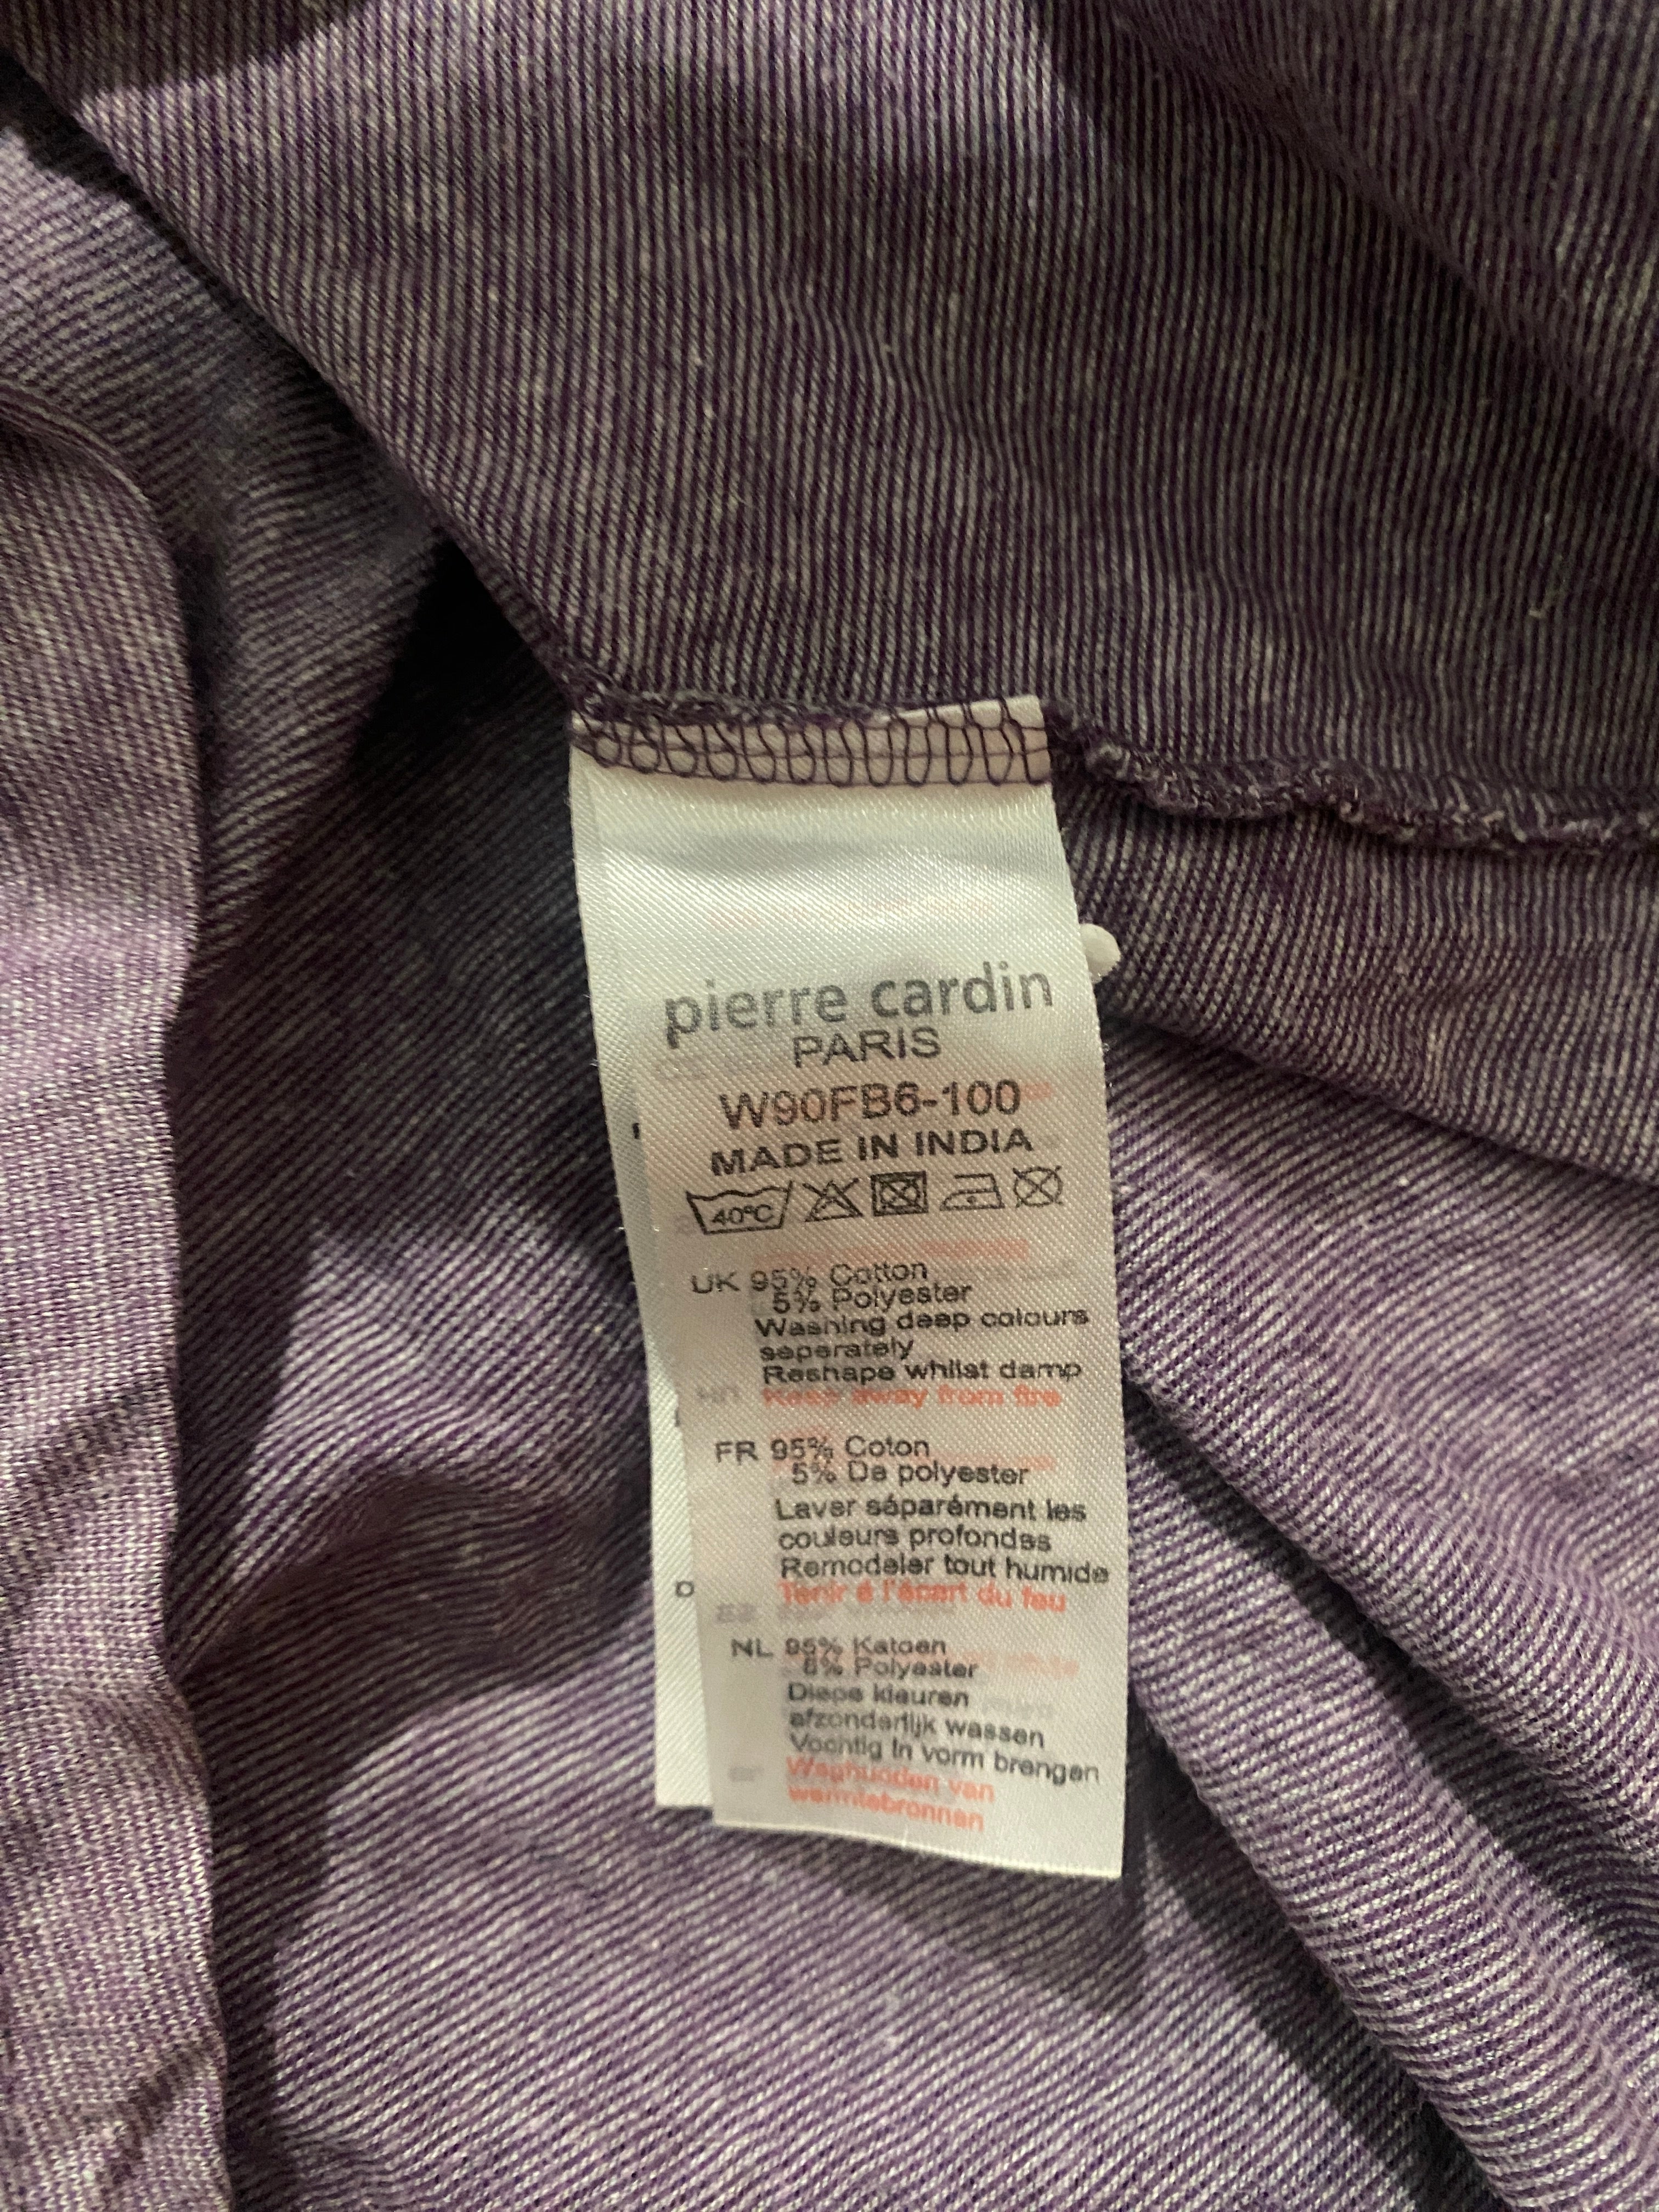 pierre cardin
PARIS
W90FB6-100
MADE IN INDIA
40°C
UK 95% Cotton
5% Polyester
Washing deep colours
seperately
Reshape whilst damp
Keep away from fire
FR 95% Coton
5% De polyester
Laver séparément les
couleurs profondes
Remodeler tout humide
Tenir é l'écart du feu
NL 95% Katoen
5% Polyester
Diepe kleuren
afzonderlijk wassen
Vochtig in vorm brengen
Weghuoden van
warmtebronnen